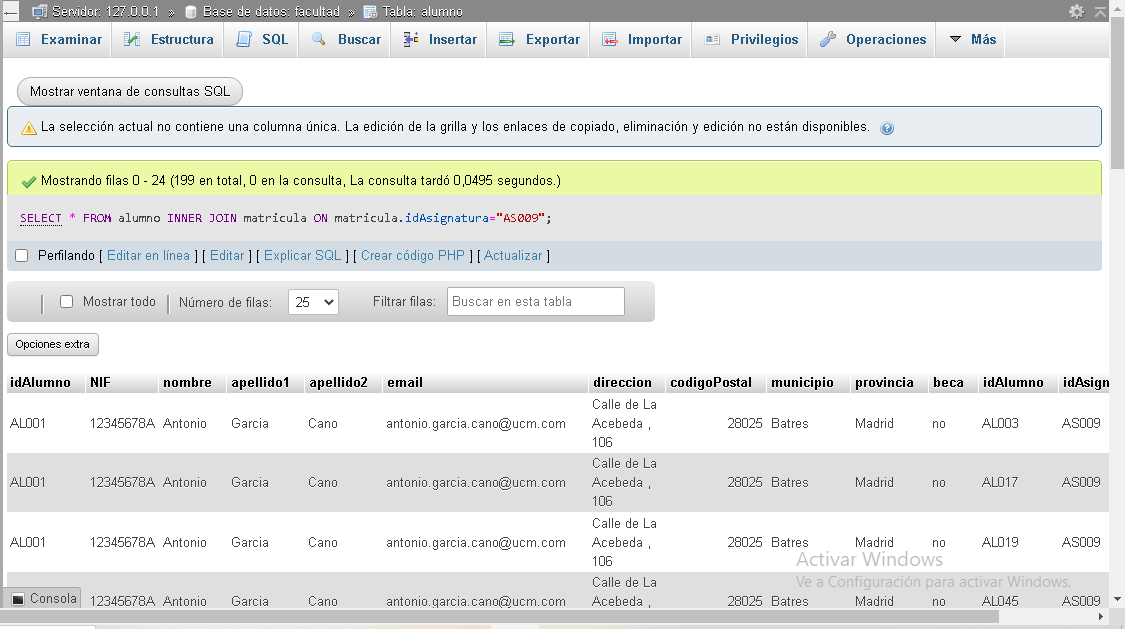 Servidor: 127.0.0.1 » Base de datos: facultad » Tabla: alumno
Examinar Estructura SQL Buscar Insertar Exportar Importar Privilegios Operaciones Más
Mostrar ventana de consultas SQL
La selección actual no contiene una columna única. La edición de la grilla y los enlaces de copiado, eliminación y edición no están disponibles.
Mostrando filas 0 - 24 (199 en total, 0 en la consulta, La consulta tardó 0,0495 segundos.)
SELECT * FROM alumno INNER JOIN matricula ON matricula.idAsignatura="AS009";
Perfilando [ Editar en línea ] [ Editar ] [ Explicar SQL ] [ Crear código PHP ] [ Actualizar ]
Mostrar todo Número de filas: 25 Filtrar filas: Buscar en esta tabla
Opciones extra
idAlumno NIF nombre apellido1 apellido2 email direccion codigoPostal municipio provincia beca idAlumno idAsign
Calle de La
AL001 12345678A Antonio Garcia Cano antonio.garcia.cano@ucm.com Acebeda , 28025 Batres Madrid no AL003 AS009
106
Calle de La
AL001 12345678A Antonio Garcia Cano antonio.garcia.cano@ucm.com Acebeda , 28025 Batres Madrid no AL017 AS009
106
Calle de La
AL001 12345678A Antonio Garcia Cano antonio.garcia.cano@ucm.com Acebeda , 28025 Batres Madrid no AL019 AS009
106
Activar Windows
Calle de La
Ve a Configuración para activar Windows.
Consola 12345678A Antonio Garcia Cano antonio.garcia.cano@ucm.com Acebeda , 28025 Batres Madrid no AL045 AS009